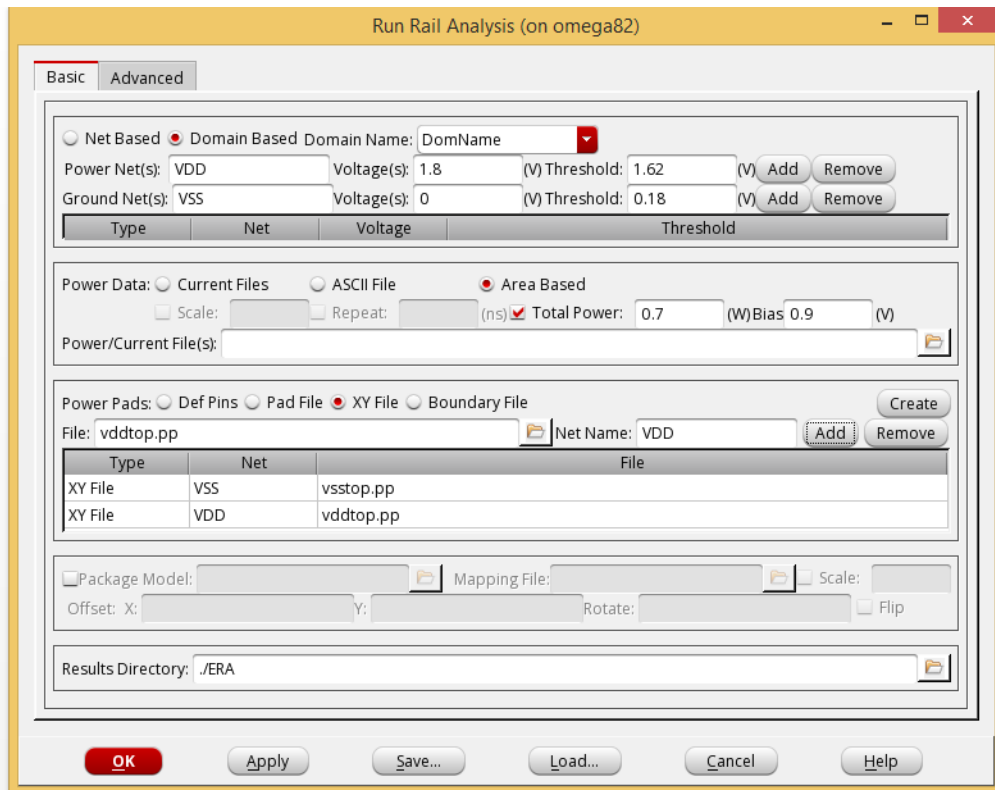 Run Rail Analysis (on omega82)
Basic Advanced
Net Based Domain Based Domain Name: DomName
Power Net(s): VDD Voltage(s): 1.8 (V) Threshold: 1.62 (V) Add Remove
Ground Net(s): VSS Voltage(s): 0 (V) Threshold: 0.18 (V) Add Remove
Type Net Voltage Threshold
Power Data: Current Files ASCII File Area Based
Scale: Repeat: (ns) Total Power: 0.7 (W) Bias 0.9 (V)
Power/Current File(s):
Power Pads: Def Pins Pad File XY File Boundary File Create
File: vddtop.pp Net Name: VDD Add Remove
Type Net File
XY File VSS vsstop.pp
XY File VDD vddtop.pp
Package Model: Mapping File: Scale:
Offset: X: Y: Rotate: Flip
Results Directory: ./ERA
OK Apply Save... Load... Cancel Help